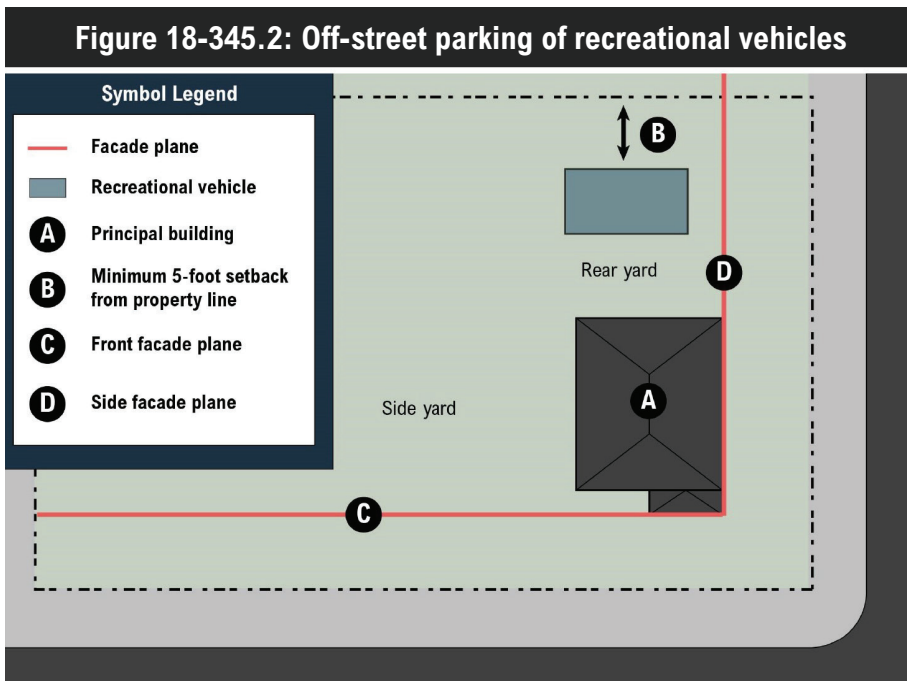 Figure 18-345.2: Off-street parking of recreational vehicles
Symbol Legend
Facade plane
Recreational vehicle
A Principal building
B Minimum 5-foot setback
from property line
C Front facade plane
D Side facade plane
B
Rear yard
D
A
Side yard
C